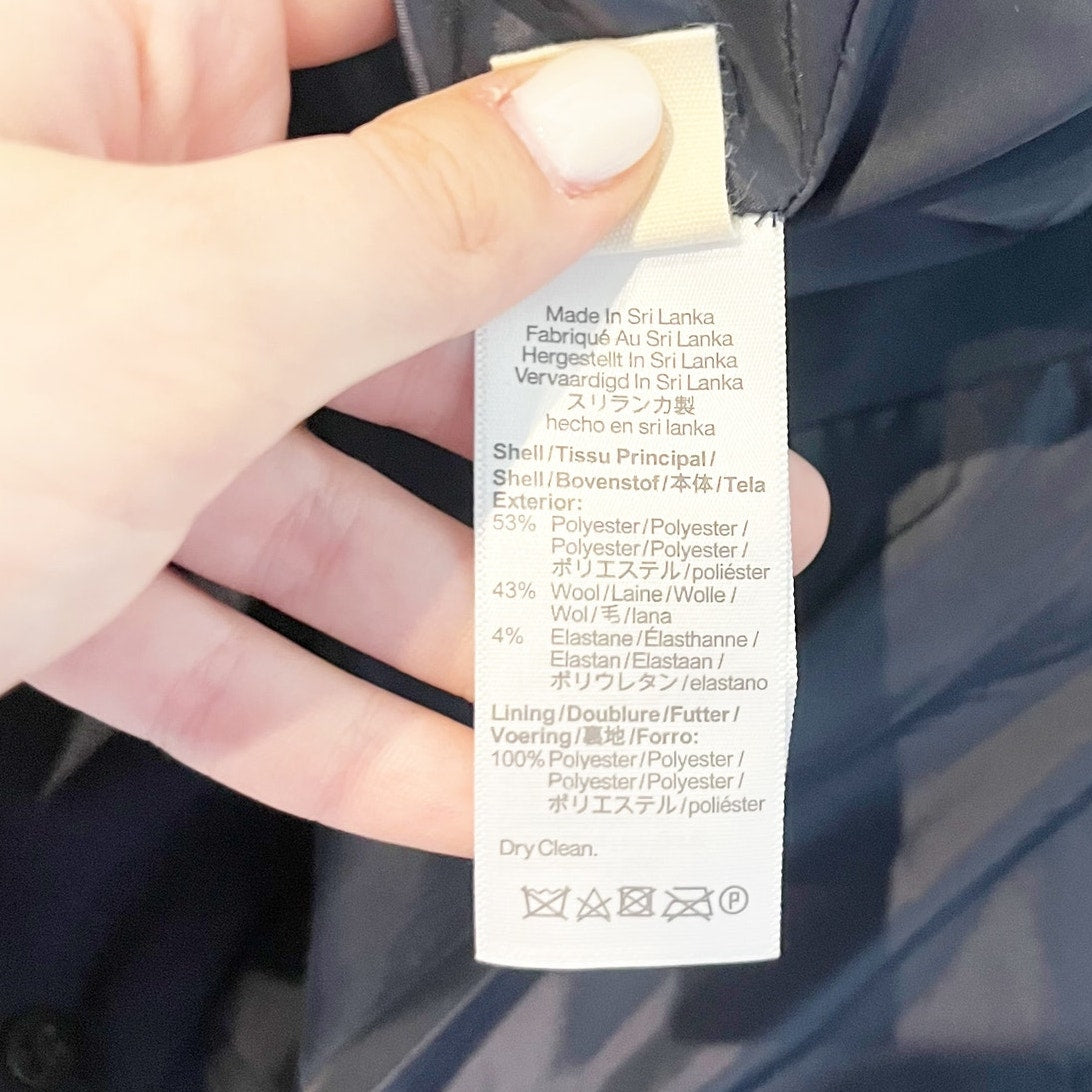 Made In Sri Lanka
Fabriqué Au Sri Lanka
Hergestellt In Sri Lanka
Vervaardigd In Sri Lanka
スリランカ製
hecho en sri lanka
Shell/Tissu Principal/
Shell/Bovenstof/本体/Tela
Exterior:
53% Polyester/Polyester/
Polyester/Polyester/
ポリエステル/poliéster
43% Wool/Laine/Wolle/
Wol/毛/lana
4% Elastane/Élasthanne/
Elastan/Elastaan/
ポリウレタン/elastano
Lining/Doublure/Futter/
Voering/裏地/Forro:
100% Polyester/Polyester/
Polyester/Polyester/
ポリエステル/poliéster
Dry Clean.
P